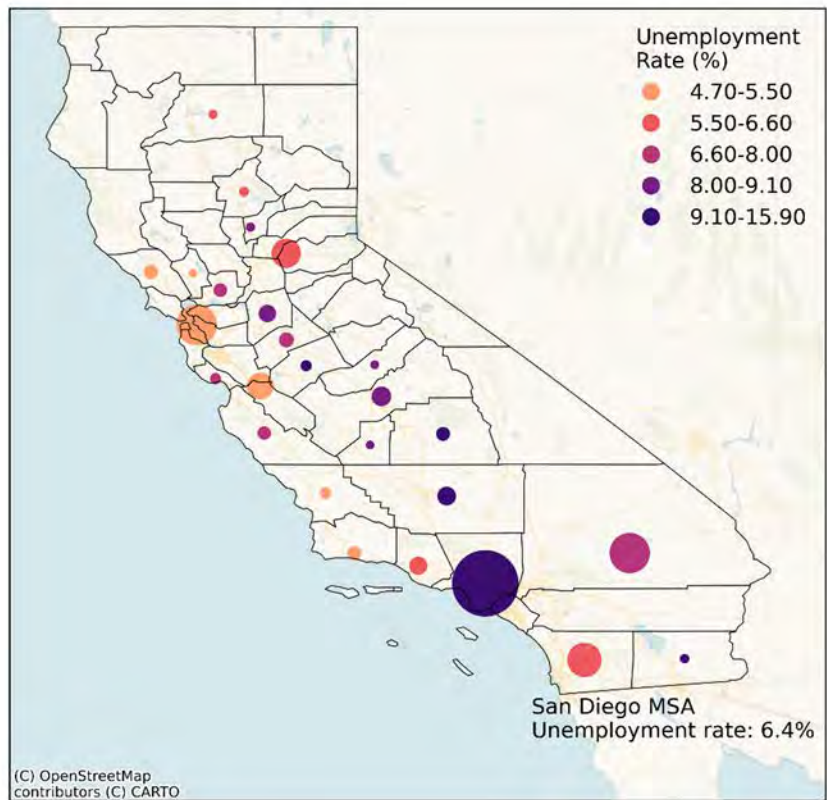 Unemployment
Rate (%)
4.70-5.50
5.50-6.60
6.60-8.00
8.00-9.10
9.10-15.90
San Diego MSA
Unemployment rate: 6.4%
(C) OpenStreetMap
contributors (C) CARTO